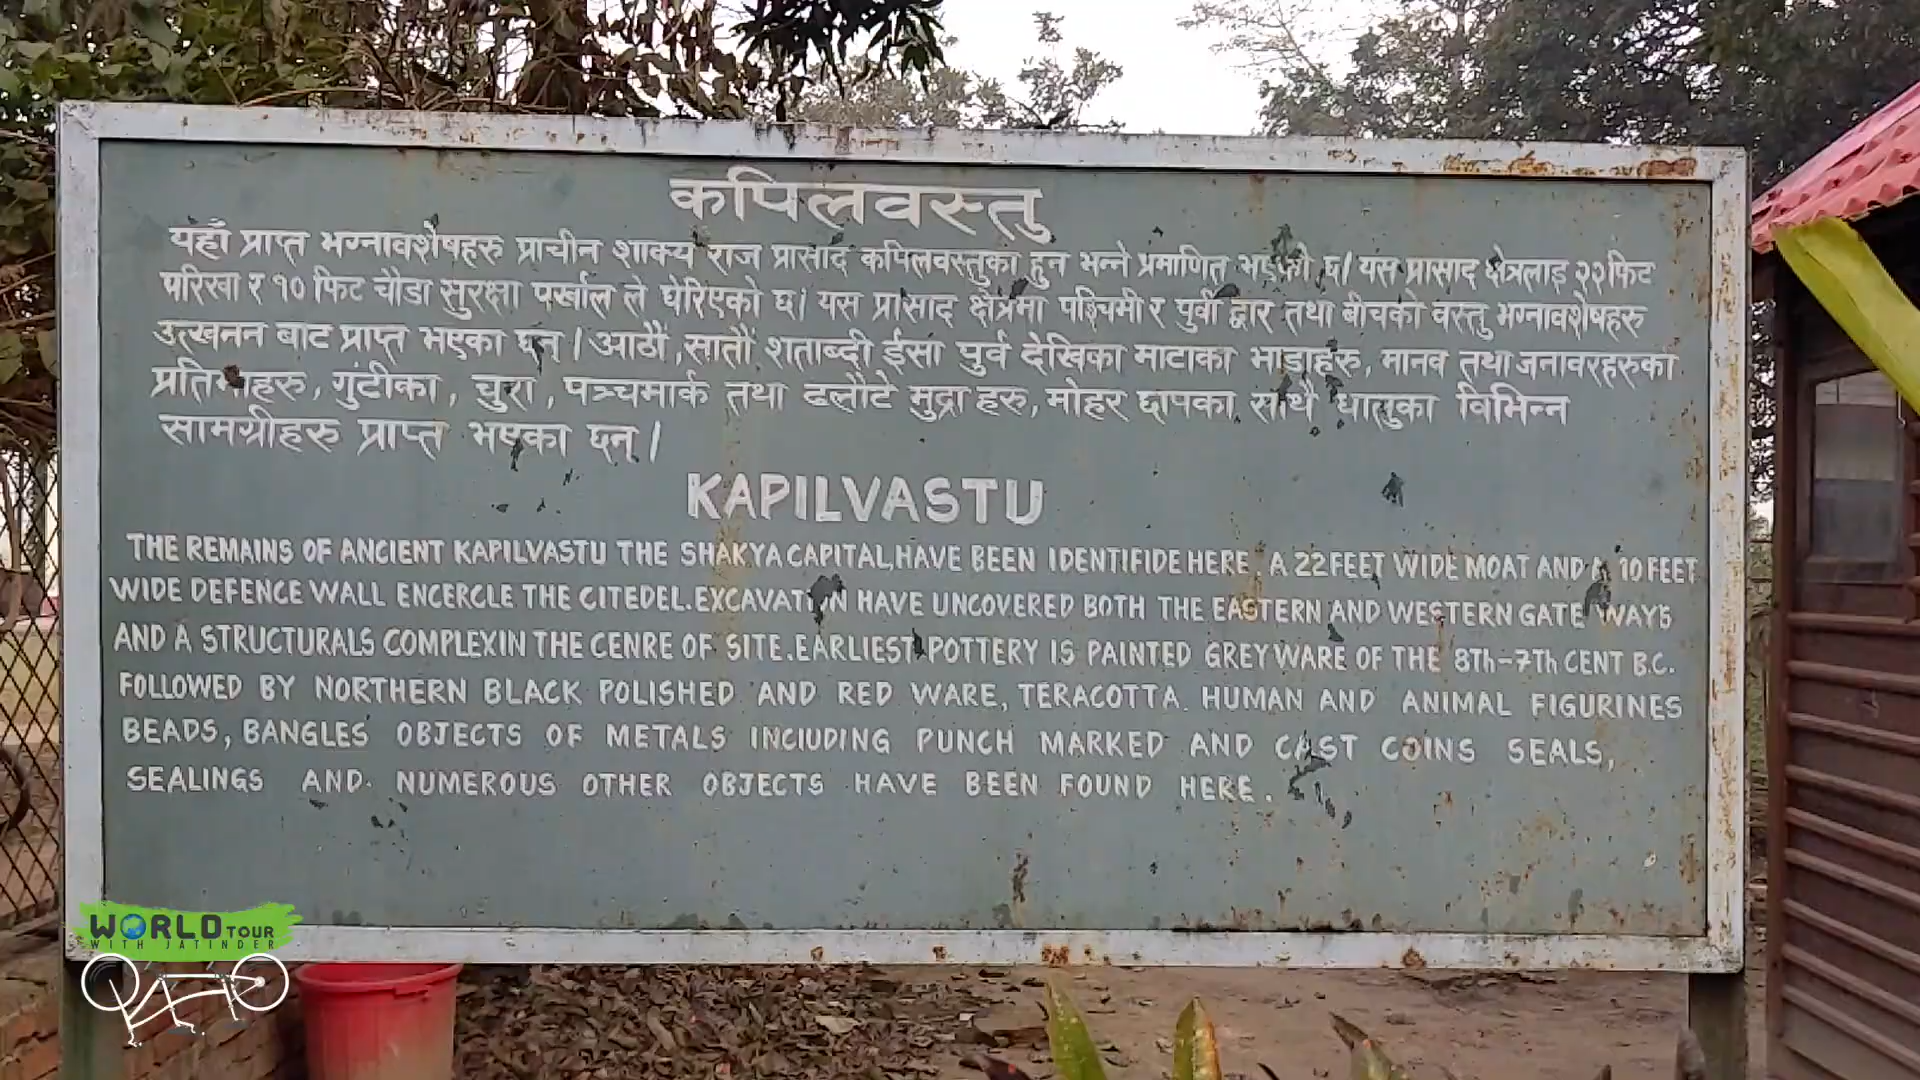 कपिलवस्तु
यहाँ प्राप्त भग्नावशेषहरु प्राचीन शाक्य राज प्रासाद कपिलवस्तुका हुन भन्ने प्रमाणित भएको छ। यस प्रासाद क्षेत्रलाइ २२ फिट
परिखा र १० फिट चौडा सुरक्षा पर्खाल ले घेरिएको छ। यस प्रासाद क्षेत्रमा पश्चिमी र पुर्वी द्वार तथा बीचको वस्तु भग्नावशेषहरु
उत्खनन बाट प्राप्त भएका छन् । आठौ ,सातौ शताब्दी ईसा पुर्व देखिका माटाका भाडाहरु, मानव तथा जनावरहरुका
प्रतिमाहरु, गुंटीका, चुरा, पञ्चमार्क तथा ढलौटे मुद्रा हरु, मोहर छापका साथै धातुका विभिन्न
सामग्रीहरु प्राप्त भएका छन् ।
KAPILVASTU
THE REMAINS OF ANCIENT KAPILVASTU THE SHAKYA CAPITAL,HAVE BEEN IDENTIFIDE HERE. A 22 FEET WIDE MOAT AND A 10 FEET
WIDE DEFENCE WALL ENCERCLE THE CITEDEL.EXCAVATION HAVE UNCOVERED BOTH THE EASTERN AND WESTERN GATE WAYS
AND A STRUCTURALS COMPLEXIN THE CENRE OF SITE.EARLIEST POTTERY IS PAINTED GREY WARE OF THE 8Th-7Th CENT B.C.
FOLLOWED BY NORTHERN BLACK POLISHED AND RED WARE, TERACOTTA. HUMAN AND ANIMAL FIGURINES
BEADS, BANGLES OBJECTS OF METALS INCIUDING PUNCH MARKED AND CAST COINS SEALS,
SEALINGS AND. NUMEROUS OTHER OBJECTS HAVE BEEN FOUND HERE.
WORLD TOUR
WITH JATINDER